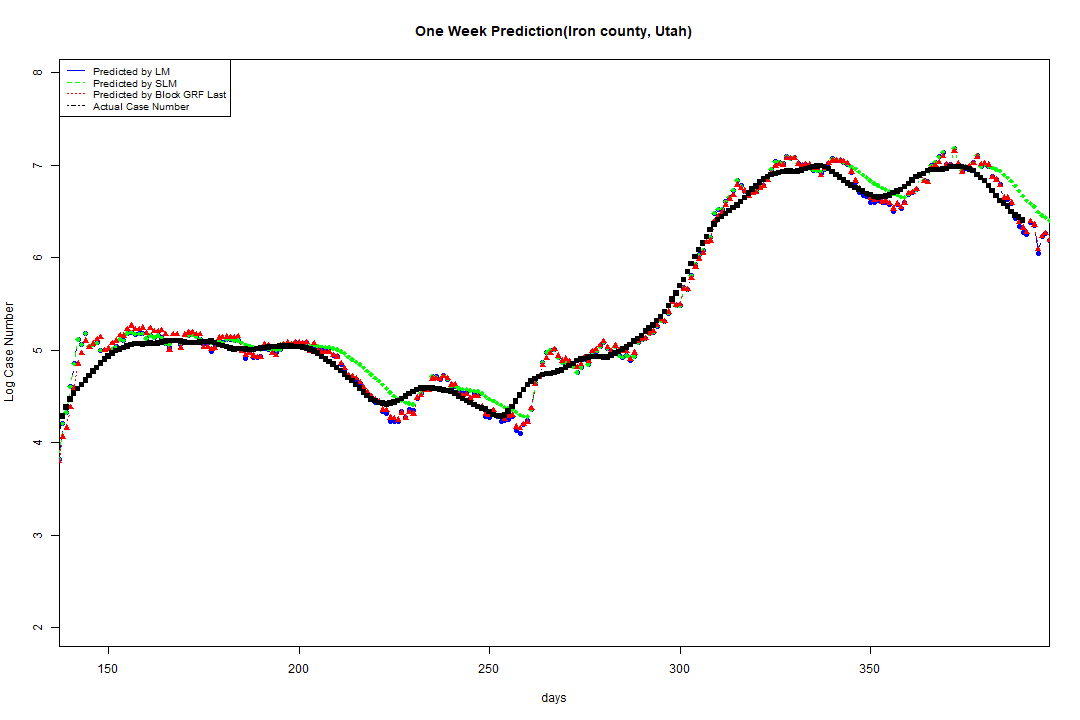 One Week Prediction(Iron county, Utah)
Predicted by LM
Predicted by SLM
Predicted by Block GRF Last
Actual Case Number
8
7
6
5
4
3
2
Log Case Number
150 200 250 300 350
days